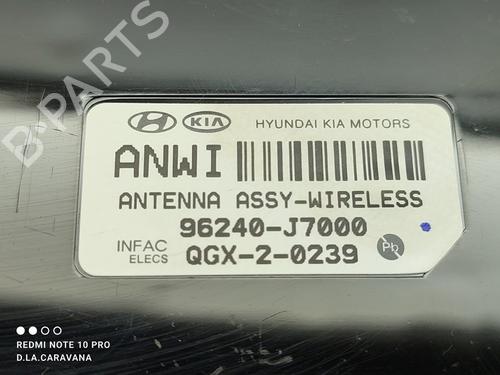 HYUNDAI KIA MOTORS
KIA
ANWI
ANTENNA ASSY-WIRELESS
96240-J7000
INFAC
ELECS
QGX-2-0239
Pb
B-PARTS
REDMI NOTE 10 PRO
D.L.A.CARAVANA